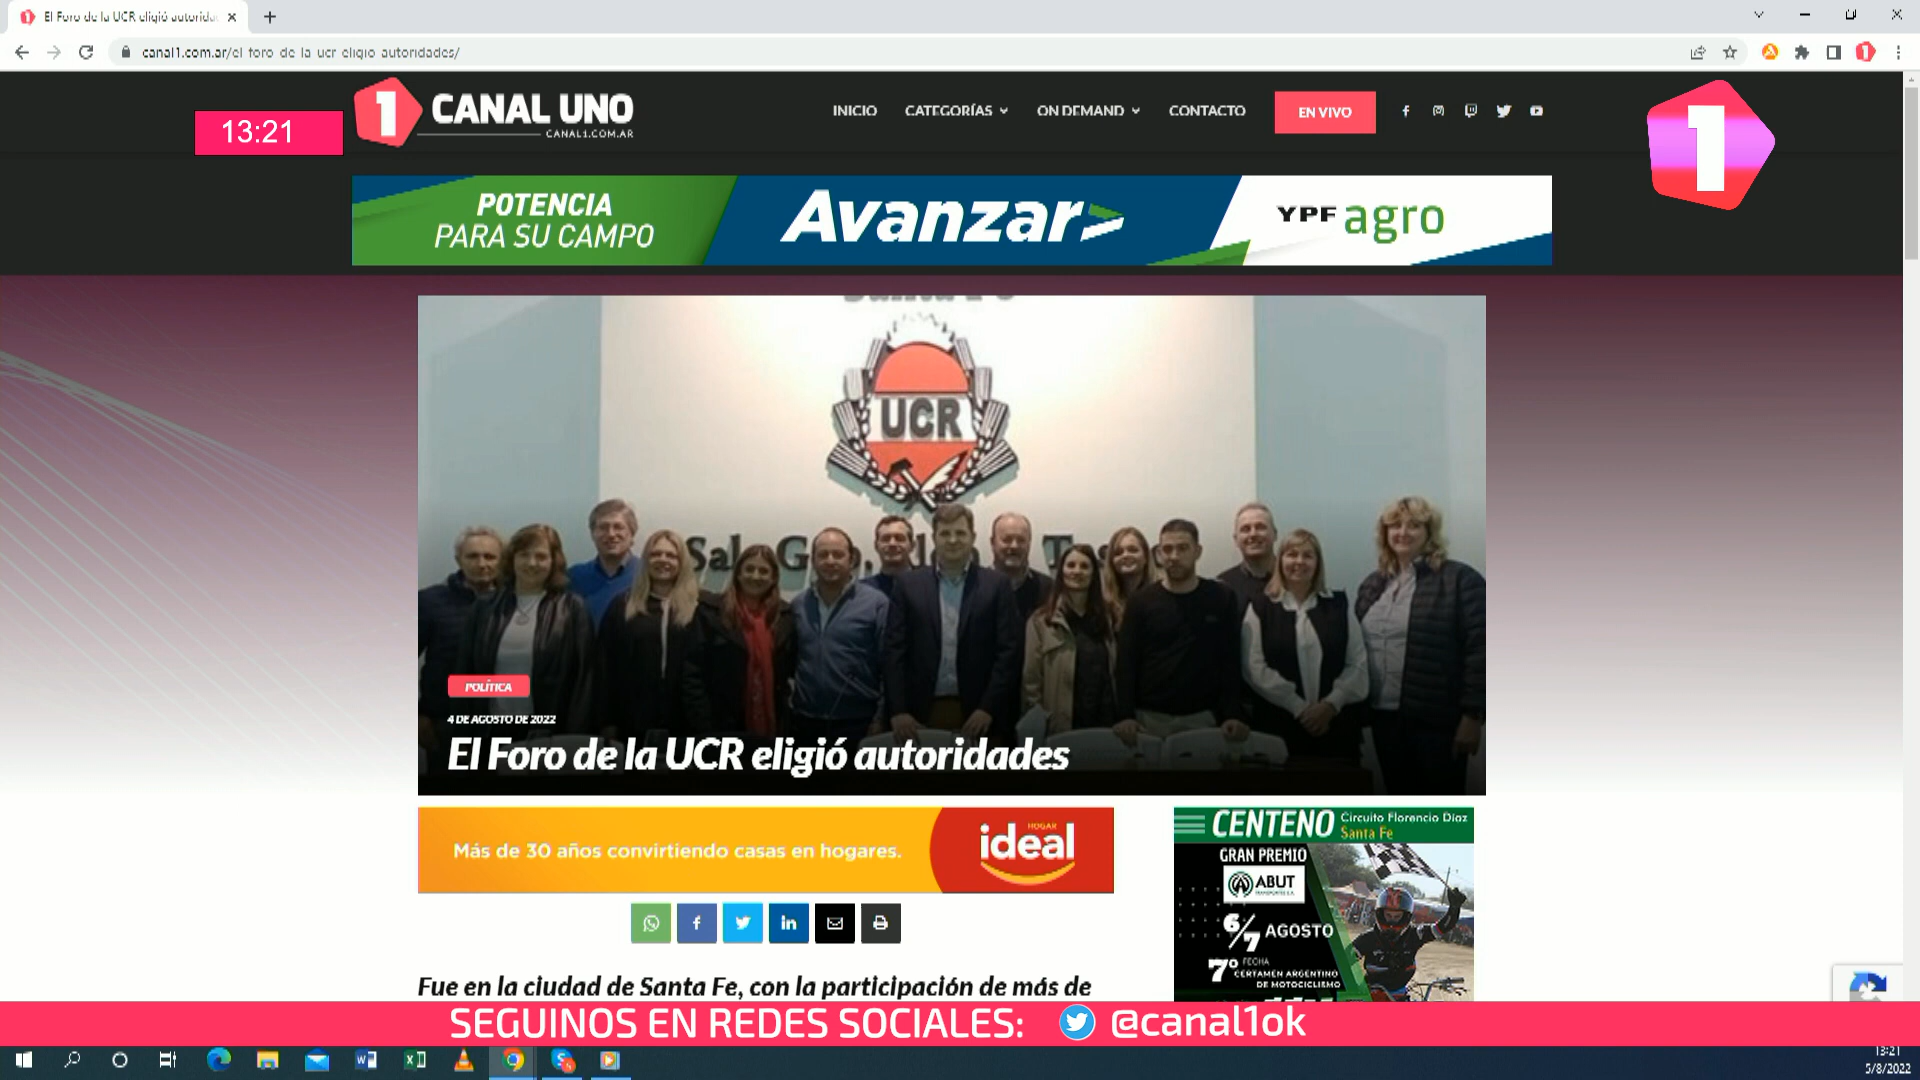 El Foro de la UCR eligió autorida
canal1.com.ar/el-foro-de-la-ucr-eligio-autoridades/
13:21
1
CANAL UNO
CANAL1.COM.AR
INICIO
CATEGORÍAS
ON DEMAND
CONTACTO
EN VIVO
1
POTENCIA
PARA SU CAMPO
Avanzar
YPF agro
Santa Fe
UCR
POLÍTICA
4 DE AGOSTO DE 2022
El Foro de la UCR eligió autoridades
Más de 30 años convirtiendo casas en hogares.
HOGAR
ideal
CENTENO
Circuito Florencio Díaz
Santa Fe
GRAN PREMIO
ABUT
6/7 AGOSTO
7º FECHA
CERTAMEN ARGENTINO
DE MOTOCICLISMO
Fue en la ciudad de Santa Fe, con la participación de más de
SEGUINOS EN REDES SOCIALES: @canal1ok
13:21
5/8/2022